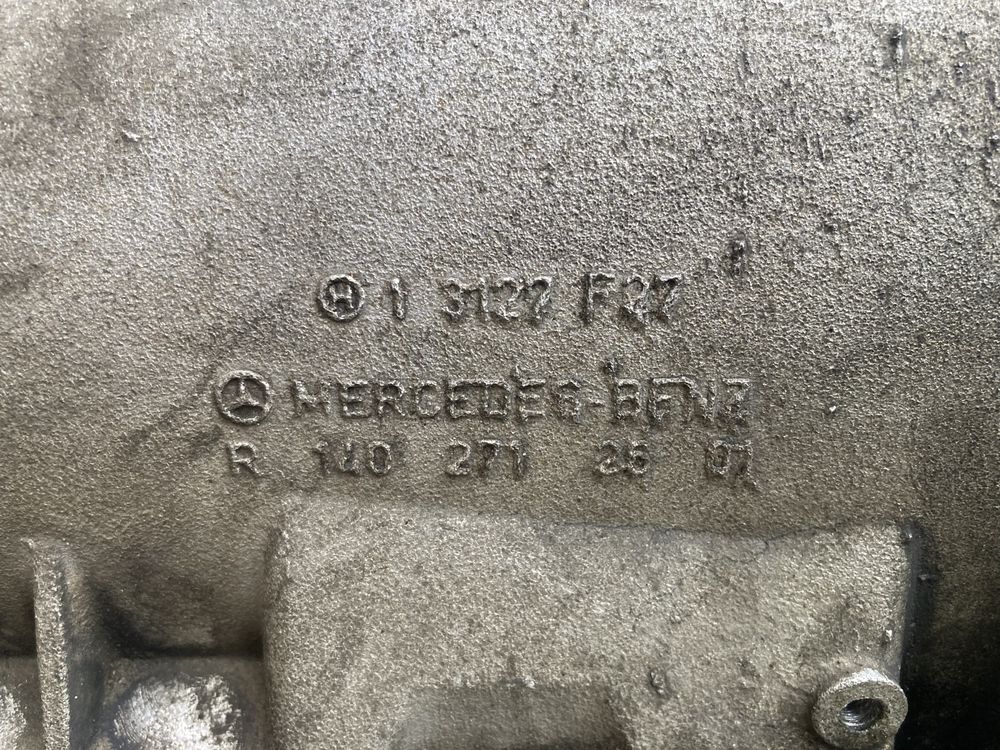 H 1 3127 F27
MERCEDES-BENZ
R 140 271 26 01